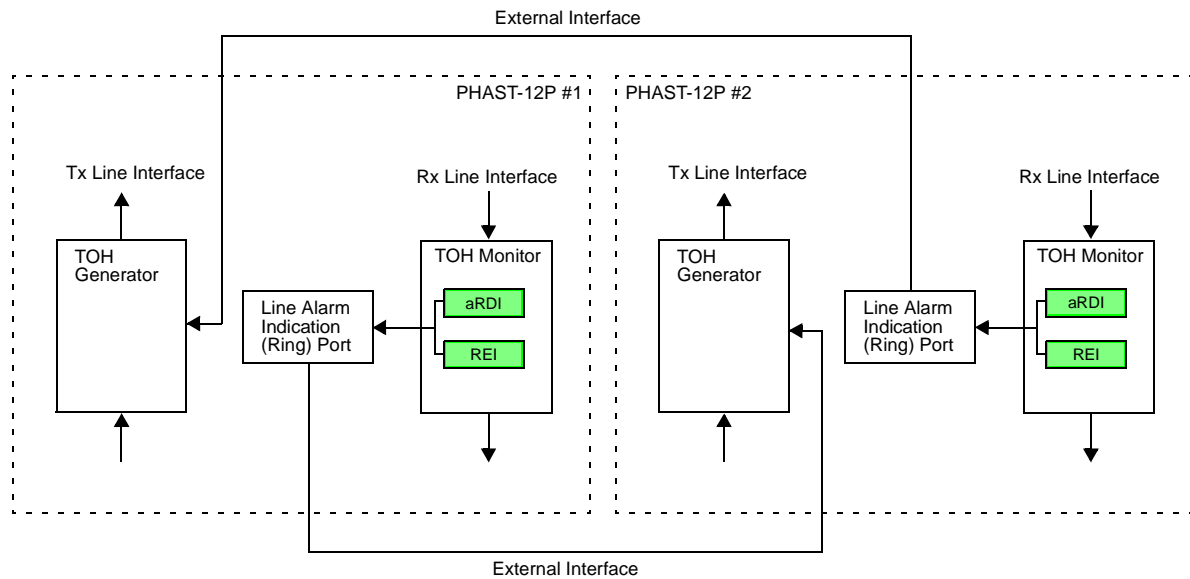 External Interface
PHAST-12P #1
PHAST-12P #2
Tx Line Interface
Rx Line Interface
Tx Line Interface
Rx Line Interface
TOH
Generator
TOH Monitor
aRDI
REI
Line Alarm
Indication
(Ring) Port
TOH
Generator
TOH Monitor
aRDI
REI
Line Alarm
Indication
(Ring) Port
External Interface